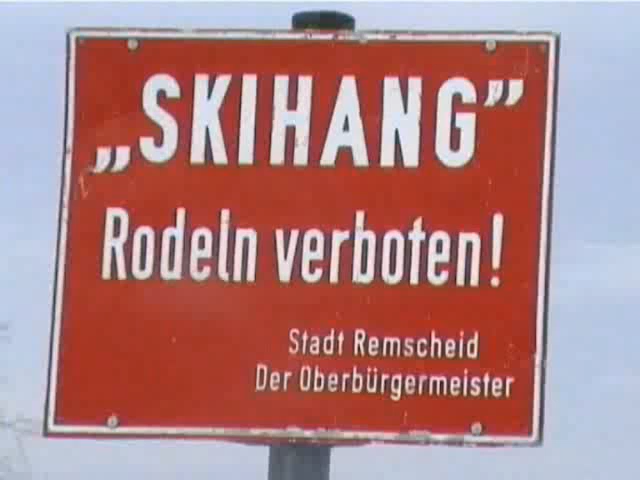 „SKIHANG”
Rodeln verboten!
Stadt Remscheid
Der Oberbürgermeister